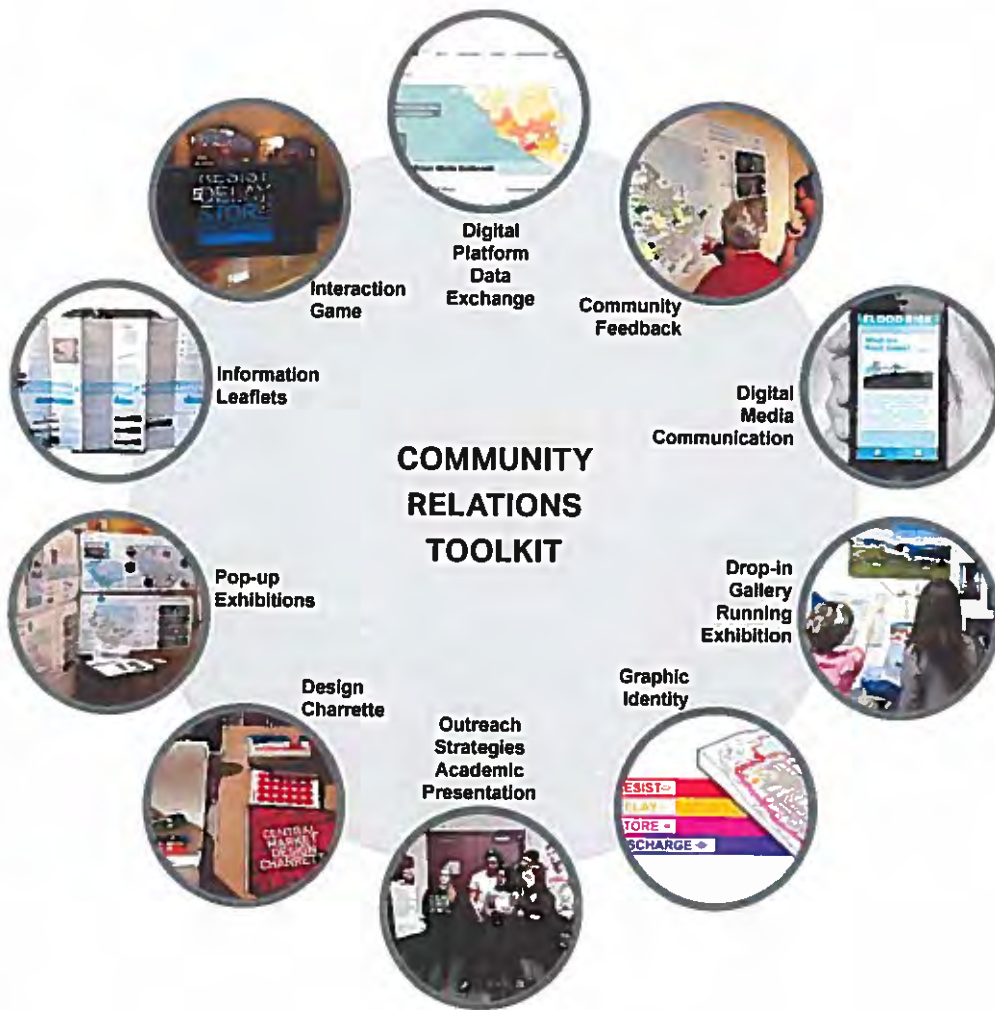 Digital
Platform
Data
Exchange
Community
Feedback
FLOOD RISK
Digital
Media
Communication
Drop-in
Gallery
Running
Exhibition
Graphic
Identity
RESIST
ELAY
TORE
SCHARGE
Outreach
Strategies
Academic
Presentation
Design
Charrette
CENTRAL
MARKET
DESIGN
CHARRETT
Pop-up
Exhibitions
Information
Leaflets
Interaction
Game
RESIST
DELAY
STORE
COMMUNITY
RELATIONS
TOOLKIT